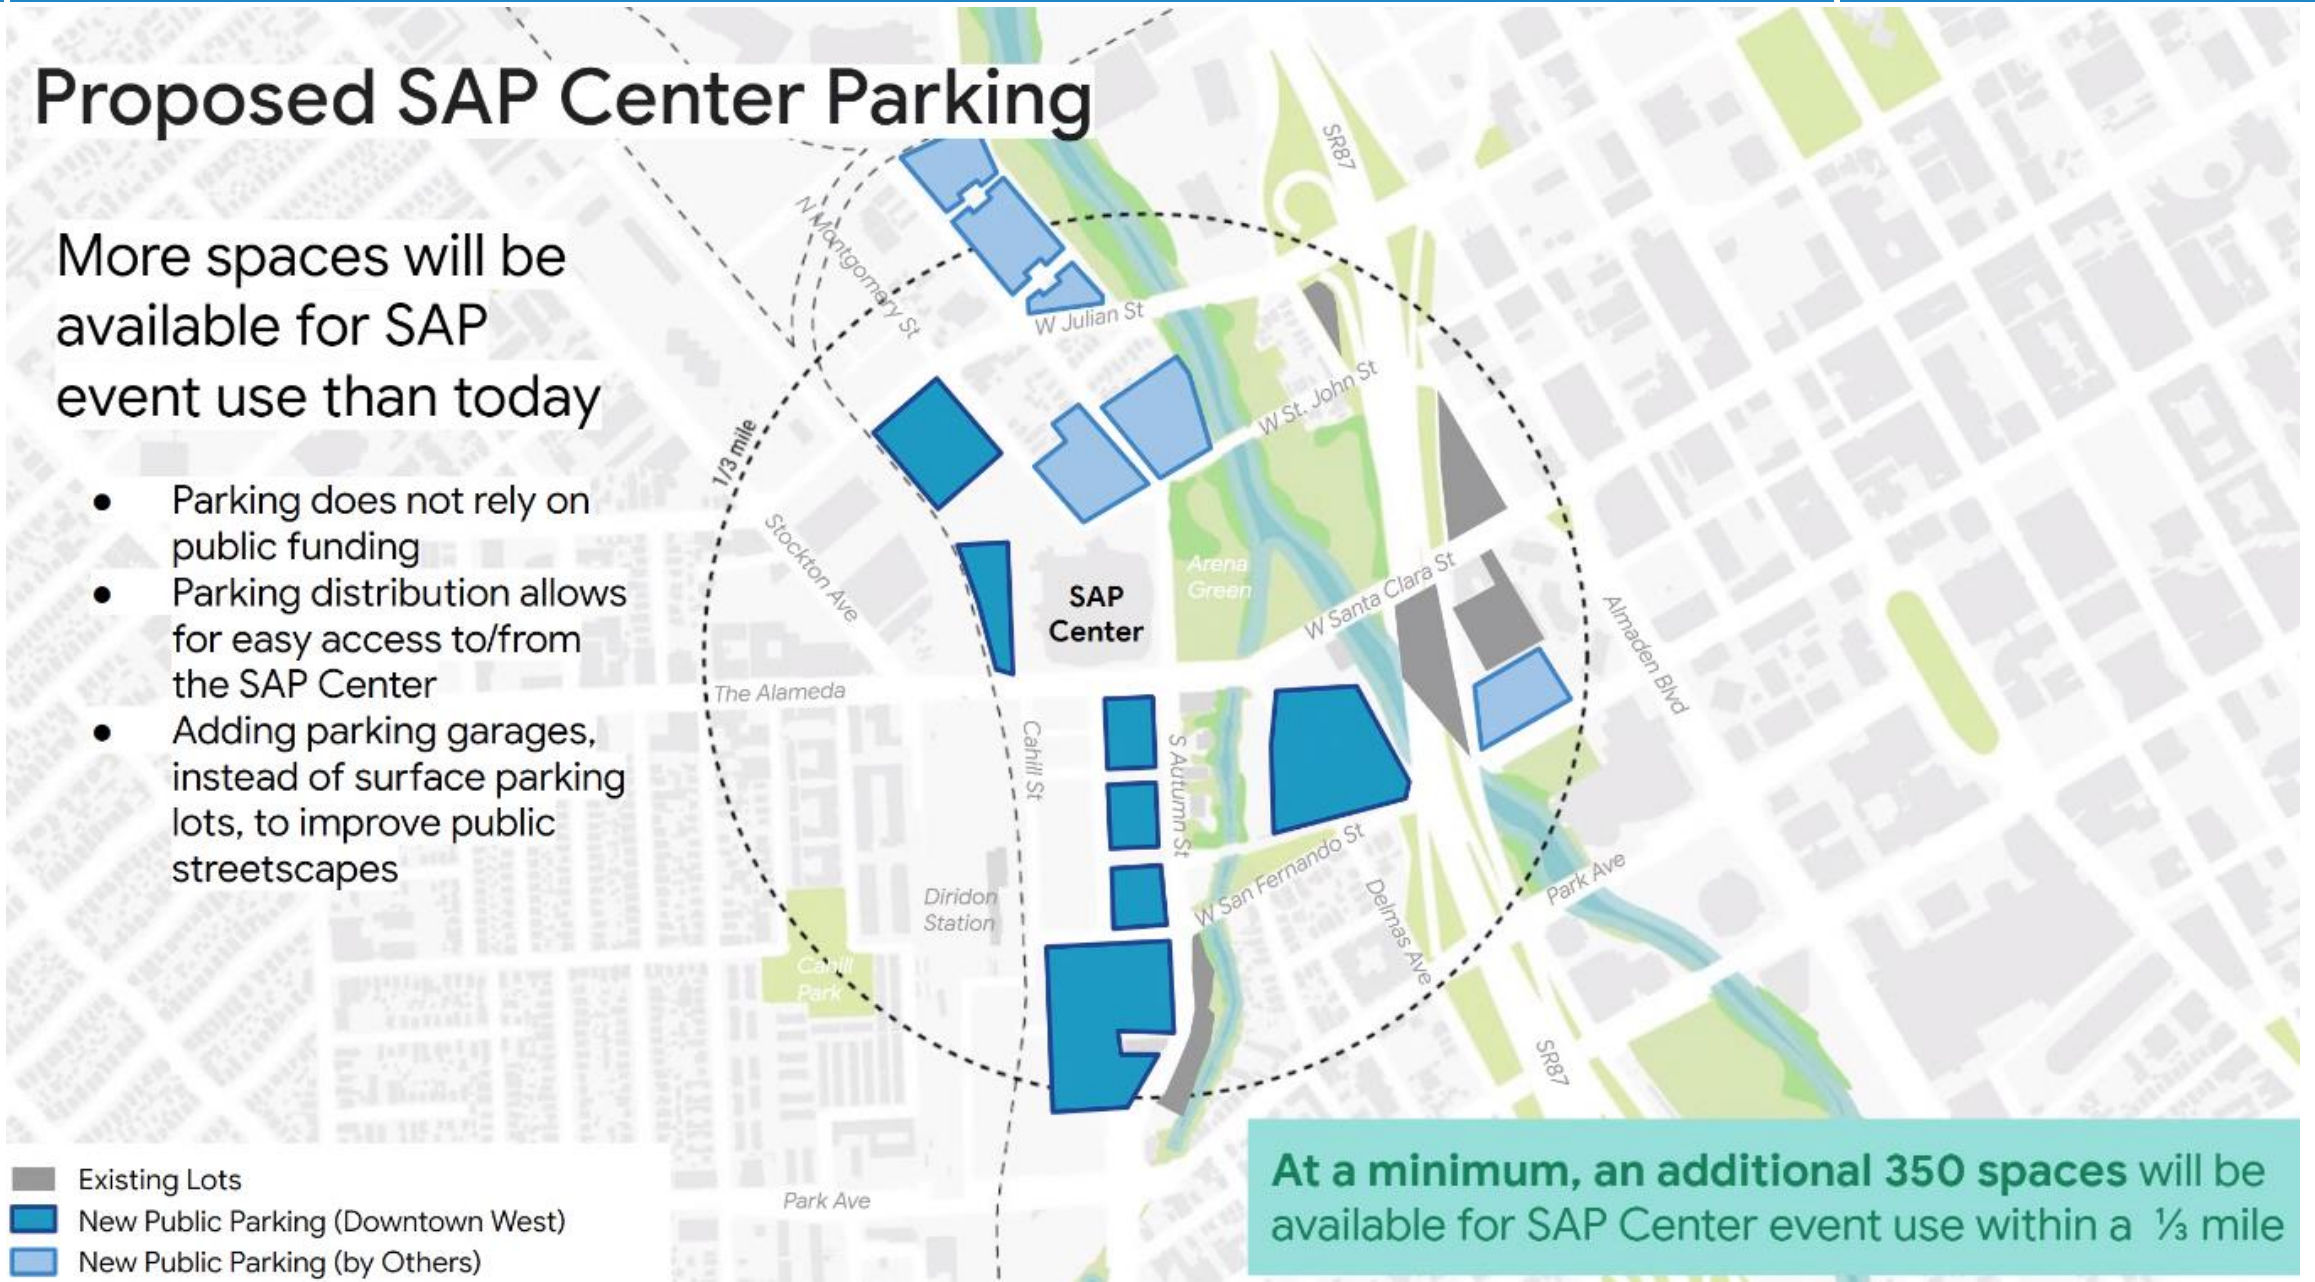 Proposed SAP Center Parking
More spaces will be
available for SAP
event use than today
● Parking does not rely on
public funding
● Parking distribution allows
for easy access to/from
the SAP Center
● Adding parking garages,
instead of surface parking
lots, to improve public
streetscapes
SR87
N Montgomery St
W Julian St
W St. John St
1/3 mile
Stockton Ave
Arena
Green
SAP
Center
W Santa Clara St
Almaden Blvd
The Alameda
Cahill St
S Autumn St
W San Fernando St
Delmas Ave
Park Ave
Diridon
Station
Cahill
Park
SR87
Park Ave
Existing Lots
New Public Parking (Downtown West)
New Public Parking (by Others)
At a minimum, an additional 350 spaces will be
available for SAP Center event use within a ⅓ mile